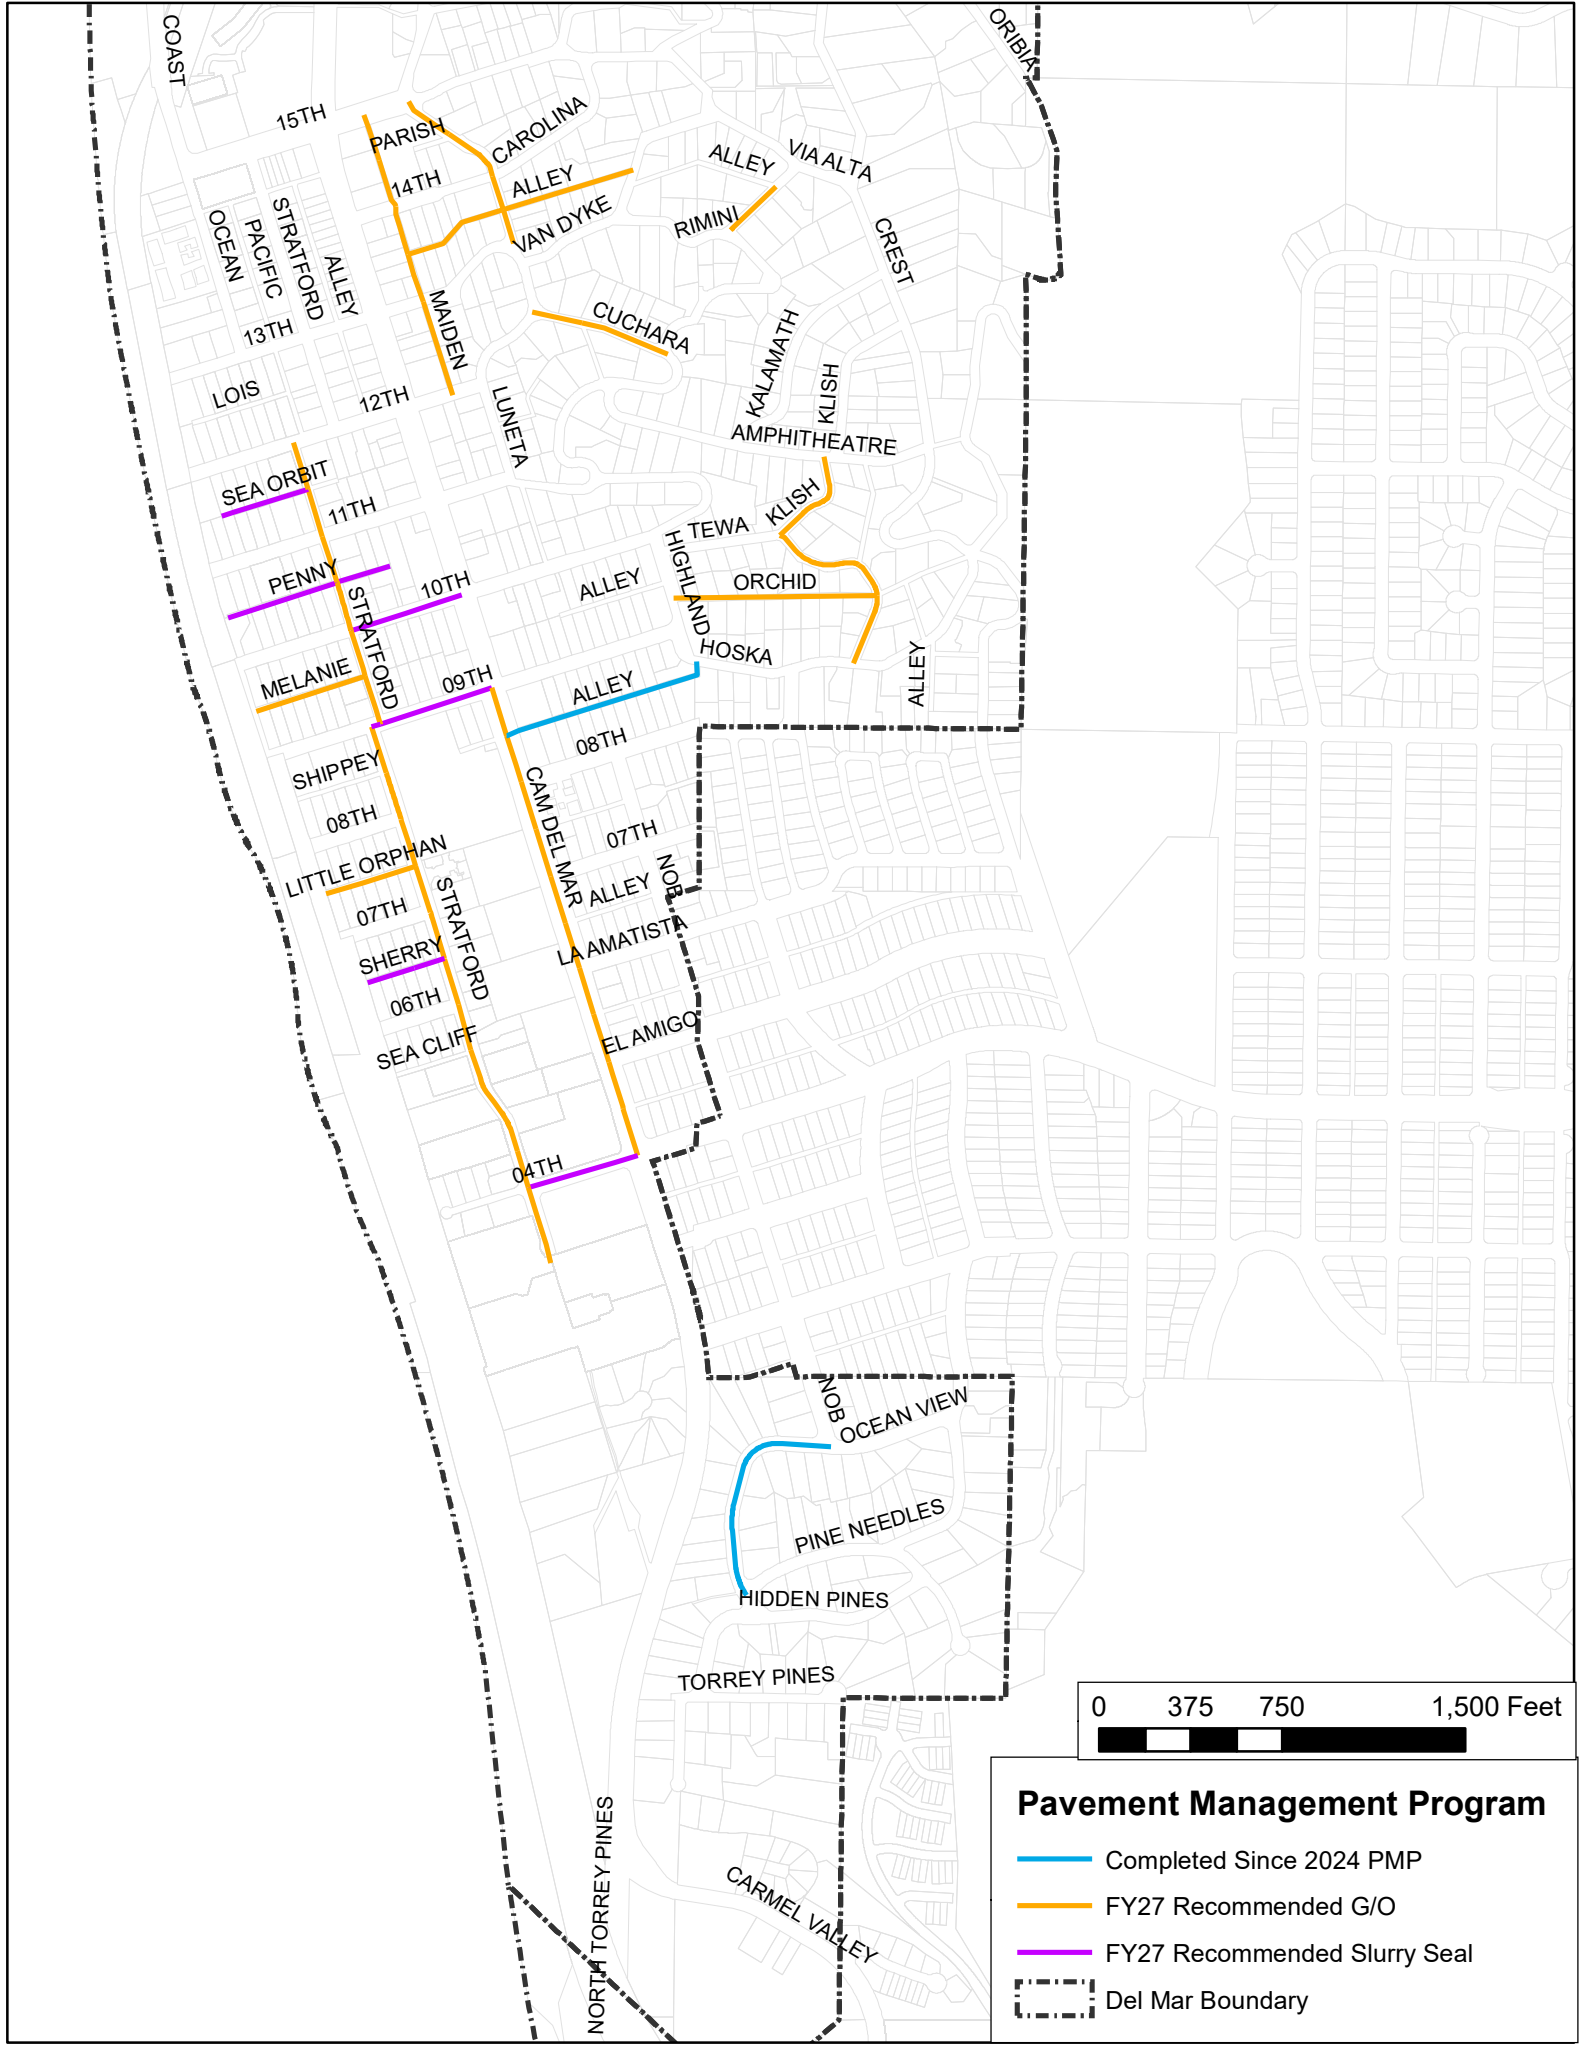 COAST
ORIBIA
15TH
PARISH
CAROLINA
14TH
ALLEY
ALLEY
VIA ALTA
VAN DYKE
RIMINI
OCEAN
PACIFIC
STRATFORD
ALLEY
CREST
13TH
MAIDEN
CUCHARA
KALAMATH
KLISH
LOIS
12TH
LUNETA
AMPHITHEATRE
SEA ORBIT
11TH
KLISH
TEWA
HIGHLAND
PENNY
10TH
ALLEY
ORCHID
STRATFORD
HOSKA
ALLEY
MELANIE
09TH
ALLEY
08TH
SHIPPEY
CAM DEL MAR
08TH
07TH
LITTLE ORPHAN
NOB
ALLEY
07TH
STRATFORD
LA AMATISTA
SHERRY
06TH
EL AMIGO
SEA CLIFF
04TH
NOB
OCEAN VIEW
PINE NEEDLES
HIDDEN PINES
TORREY PINES
NORTH TORREY PINES
CARMEL VALLEY
0 375 750 1,500 Feet
Pavement Management Program
Completed Since 2024 PMP
FY27 Recommended G/O
FY27 Recommended Slurry Seal
Del Mar Boundary